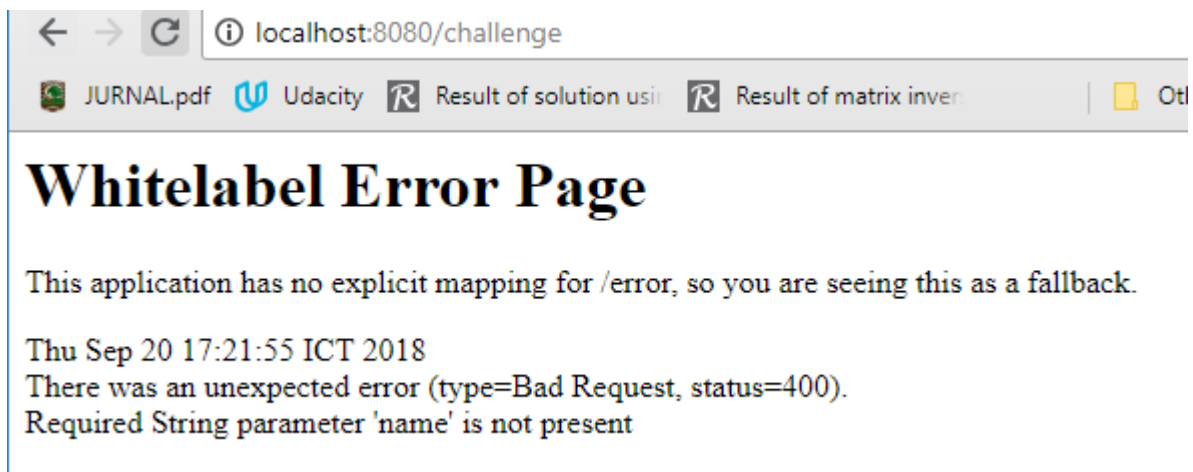 localhost:8080/challenge
JURNAL.pdf Udacity R Result of solution usi R Result of matrix inver Ot
Whitelabel Error Page
This application has no explicit mapping for /error, so you are seeing this as a fallback.
Thu Sep 20 17:21:55 ICT 2018
There was an unexpected error (type=Bad Request, status=400).
Required String parameter 'name' is not present